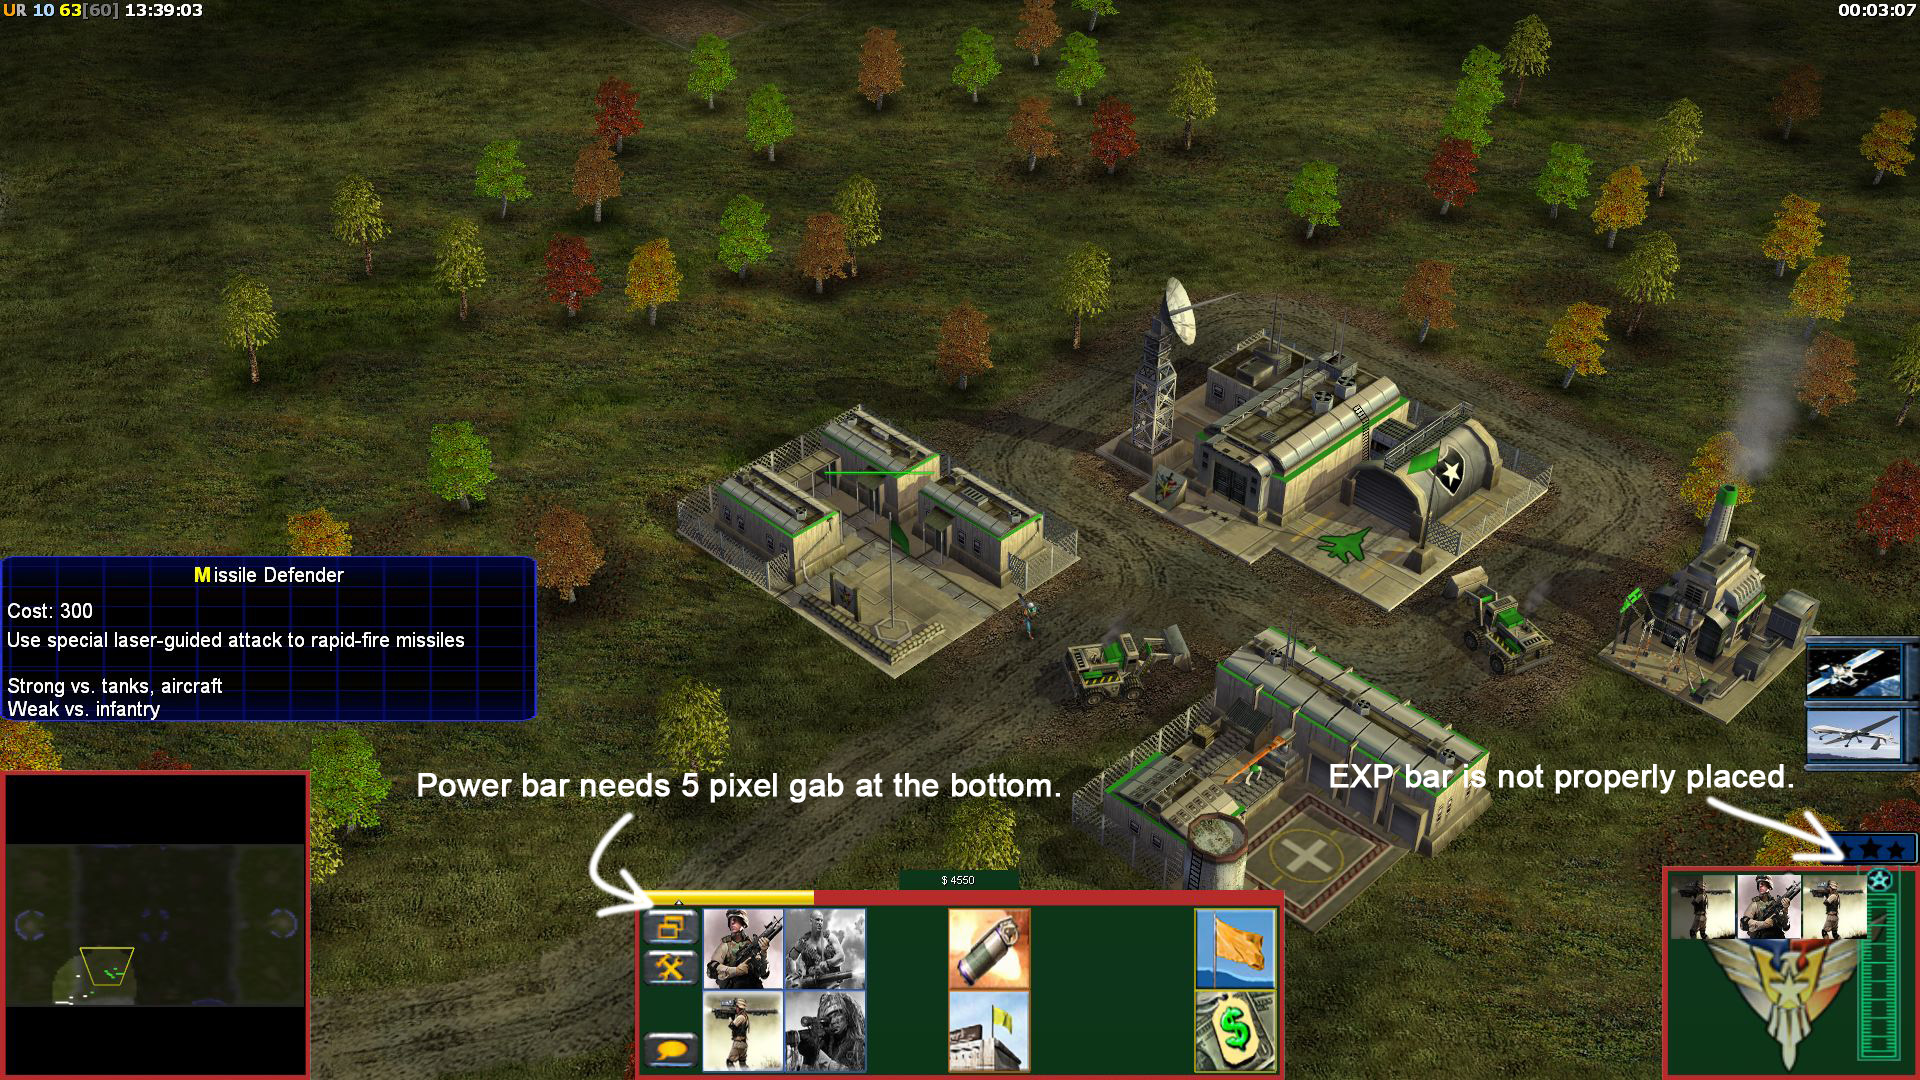 UR 10 63[60] 13:39:03
00:03:07
Missile Defender
Cost: 300
Use special laser-guided attack to rapid-fire missiles
Strong vs. tanks, aircraft
Weak vs. infantry
Power bar needs 5 pixel gab at the bottom.
EXP bar is not properly placed.
$ 4550